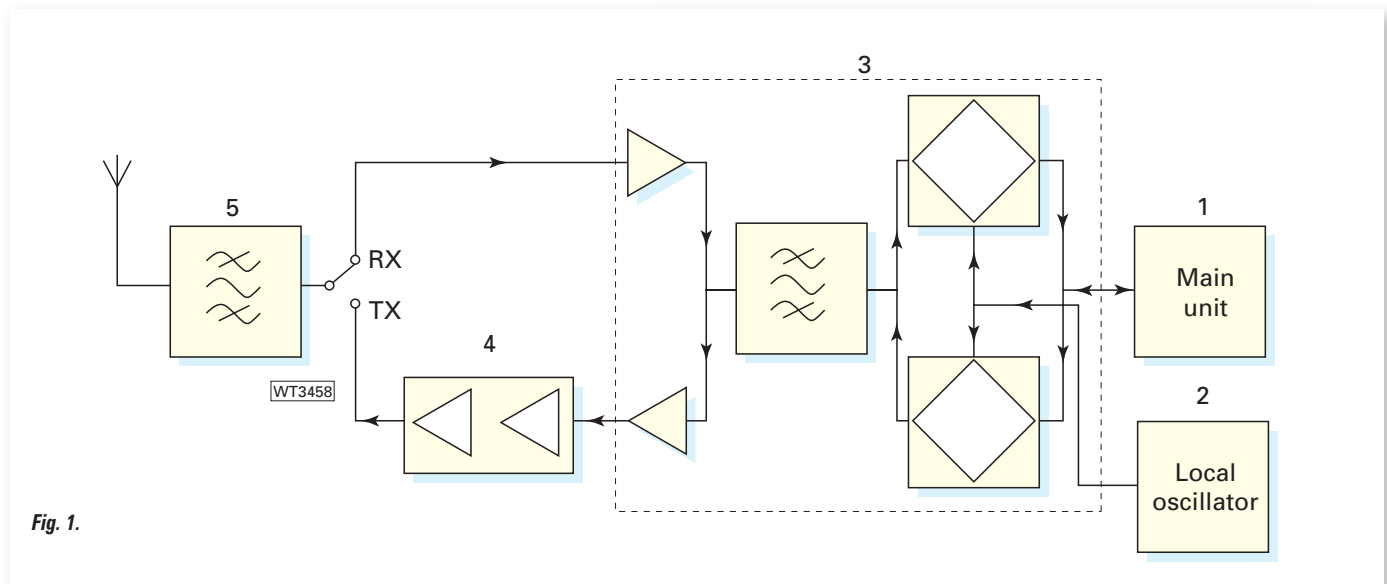 3
5
1
RX
Main
unit
TX
4
WT3458
2
Local
oscillator
Fig. 1.